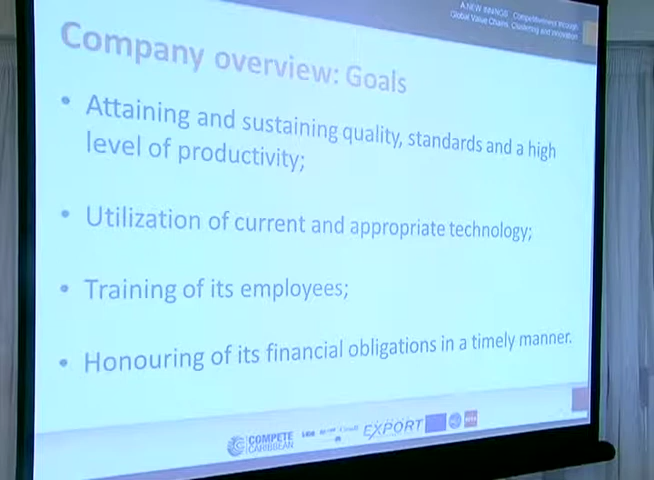 A NEW INNINGS: Competitiveness through
Global Value Chains, Clustering and Innovation
Company overview: Goals
• Attaining and sustaining quality, standards and a high
level of productivity;
• Utilization of current and appropriate technology;
• Training of its employees;
• Honouring of its financial obligations in a timely manner.
COMPETE
CARIBBEAN
EXPORT